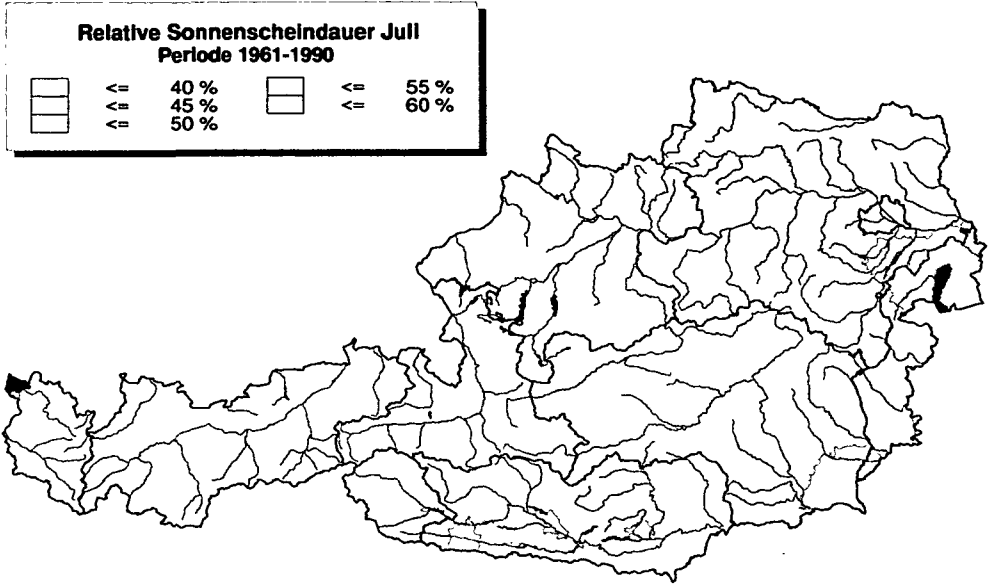 Relative Sonnenscheindauer Juli
Periode 1961-1990
<= 40 % <= 55 %
<= 45 % <= 60 %
<= 50 %